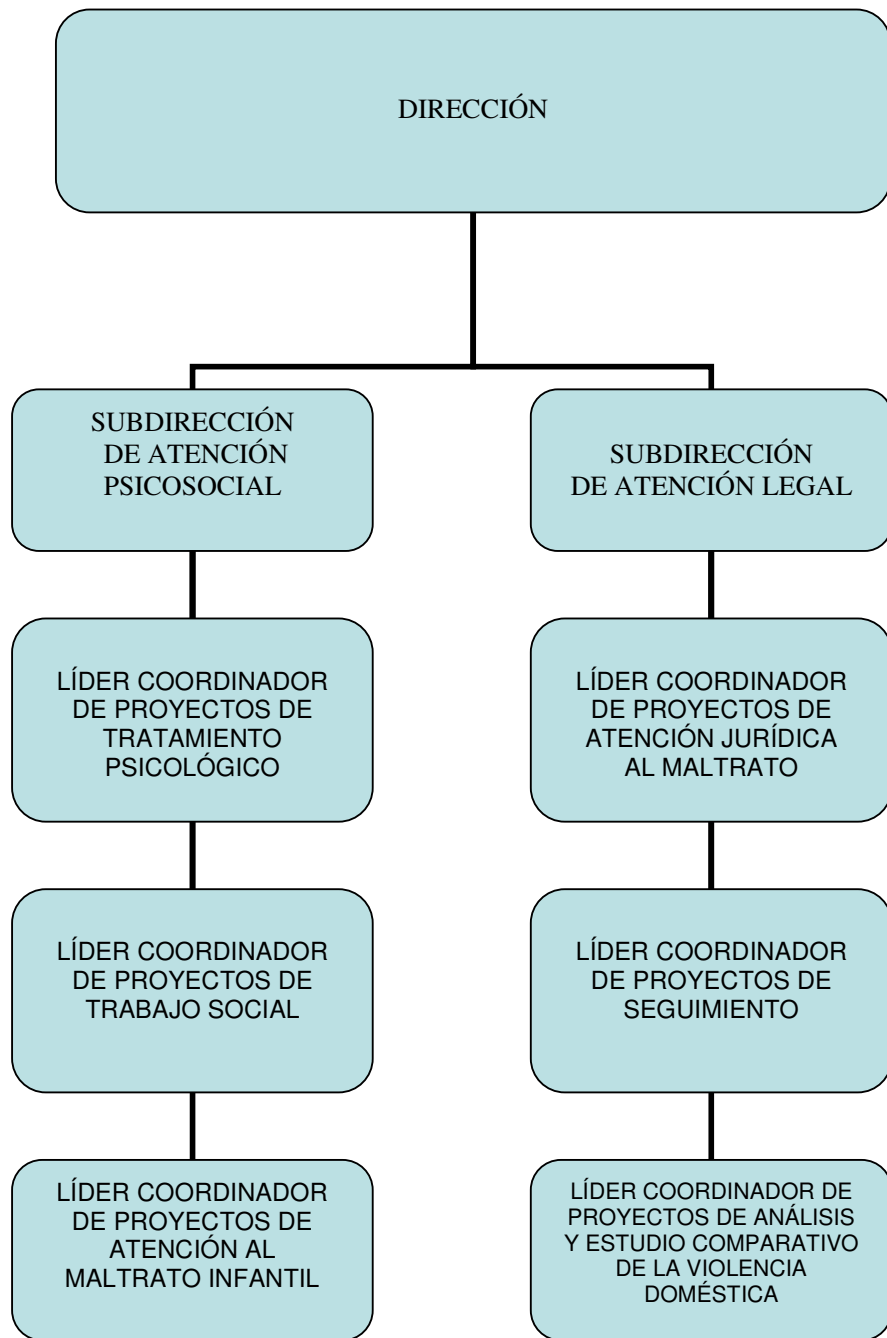 DIRECCIÓN
SUBDIRECCIÓN
DE ATENCIÓN
PSICOSOCIAL
SUBDIRECCIÓN
DE ATENCIÓN LEGAL
LÍDER COORDINADOR
DE PROYECTOS DE
TRATAMIENTO
PSICOLÓGICO
LÍDER COORDINADOR
DE PROYECTOS DE
ATENCIÓN JURÍDICA
AL MALTRATO
LÍDER COORDINADOR
DE PROYECTOS DE
TRABAJO SOCIAL
LÍDER COORDINADOR
DE PROYECTOS DE
SEGUIMIENTO
LÍDER COORDINADOR
DE PROYECTOS DE
ATENCIÓN AL
MALTRATO INFANTIL
LÍDER COORDINADOR DE
PROYECTOS DE ANÁLISIS
Y ESTUDIO COMPARATIVO
DE LA VIOLENCIA
DOMÉSTICA